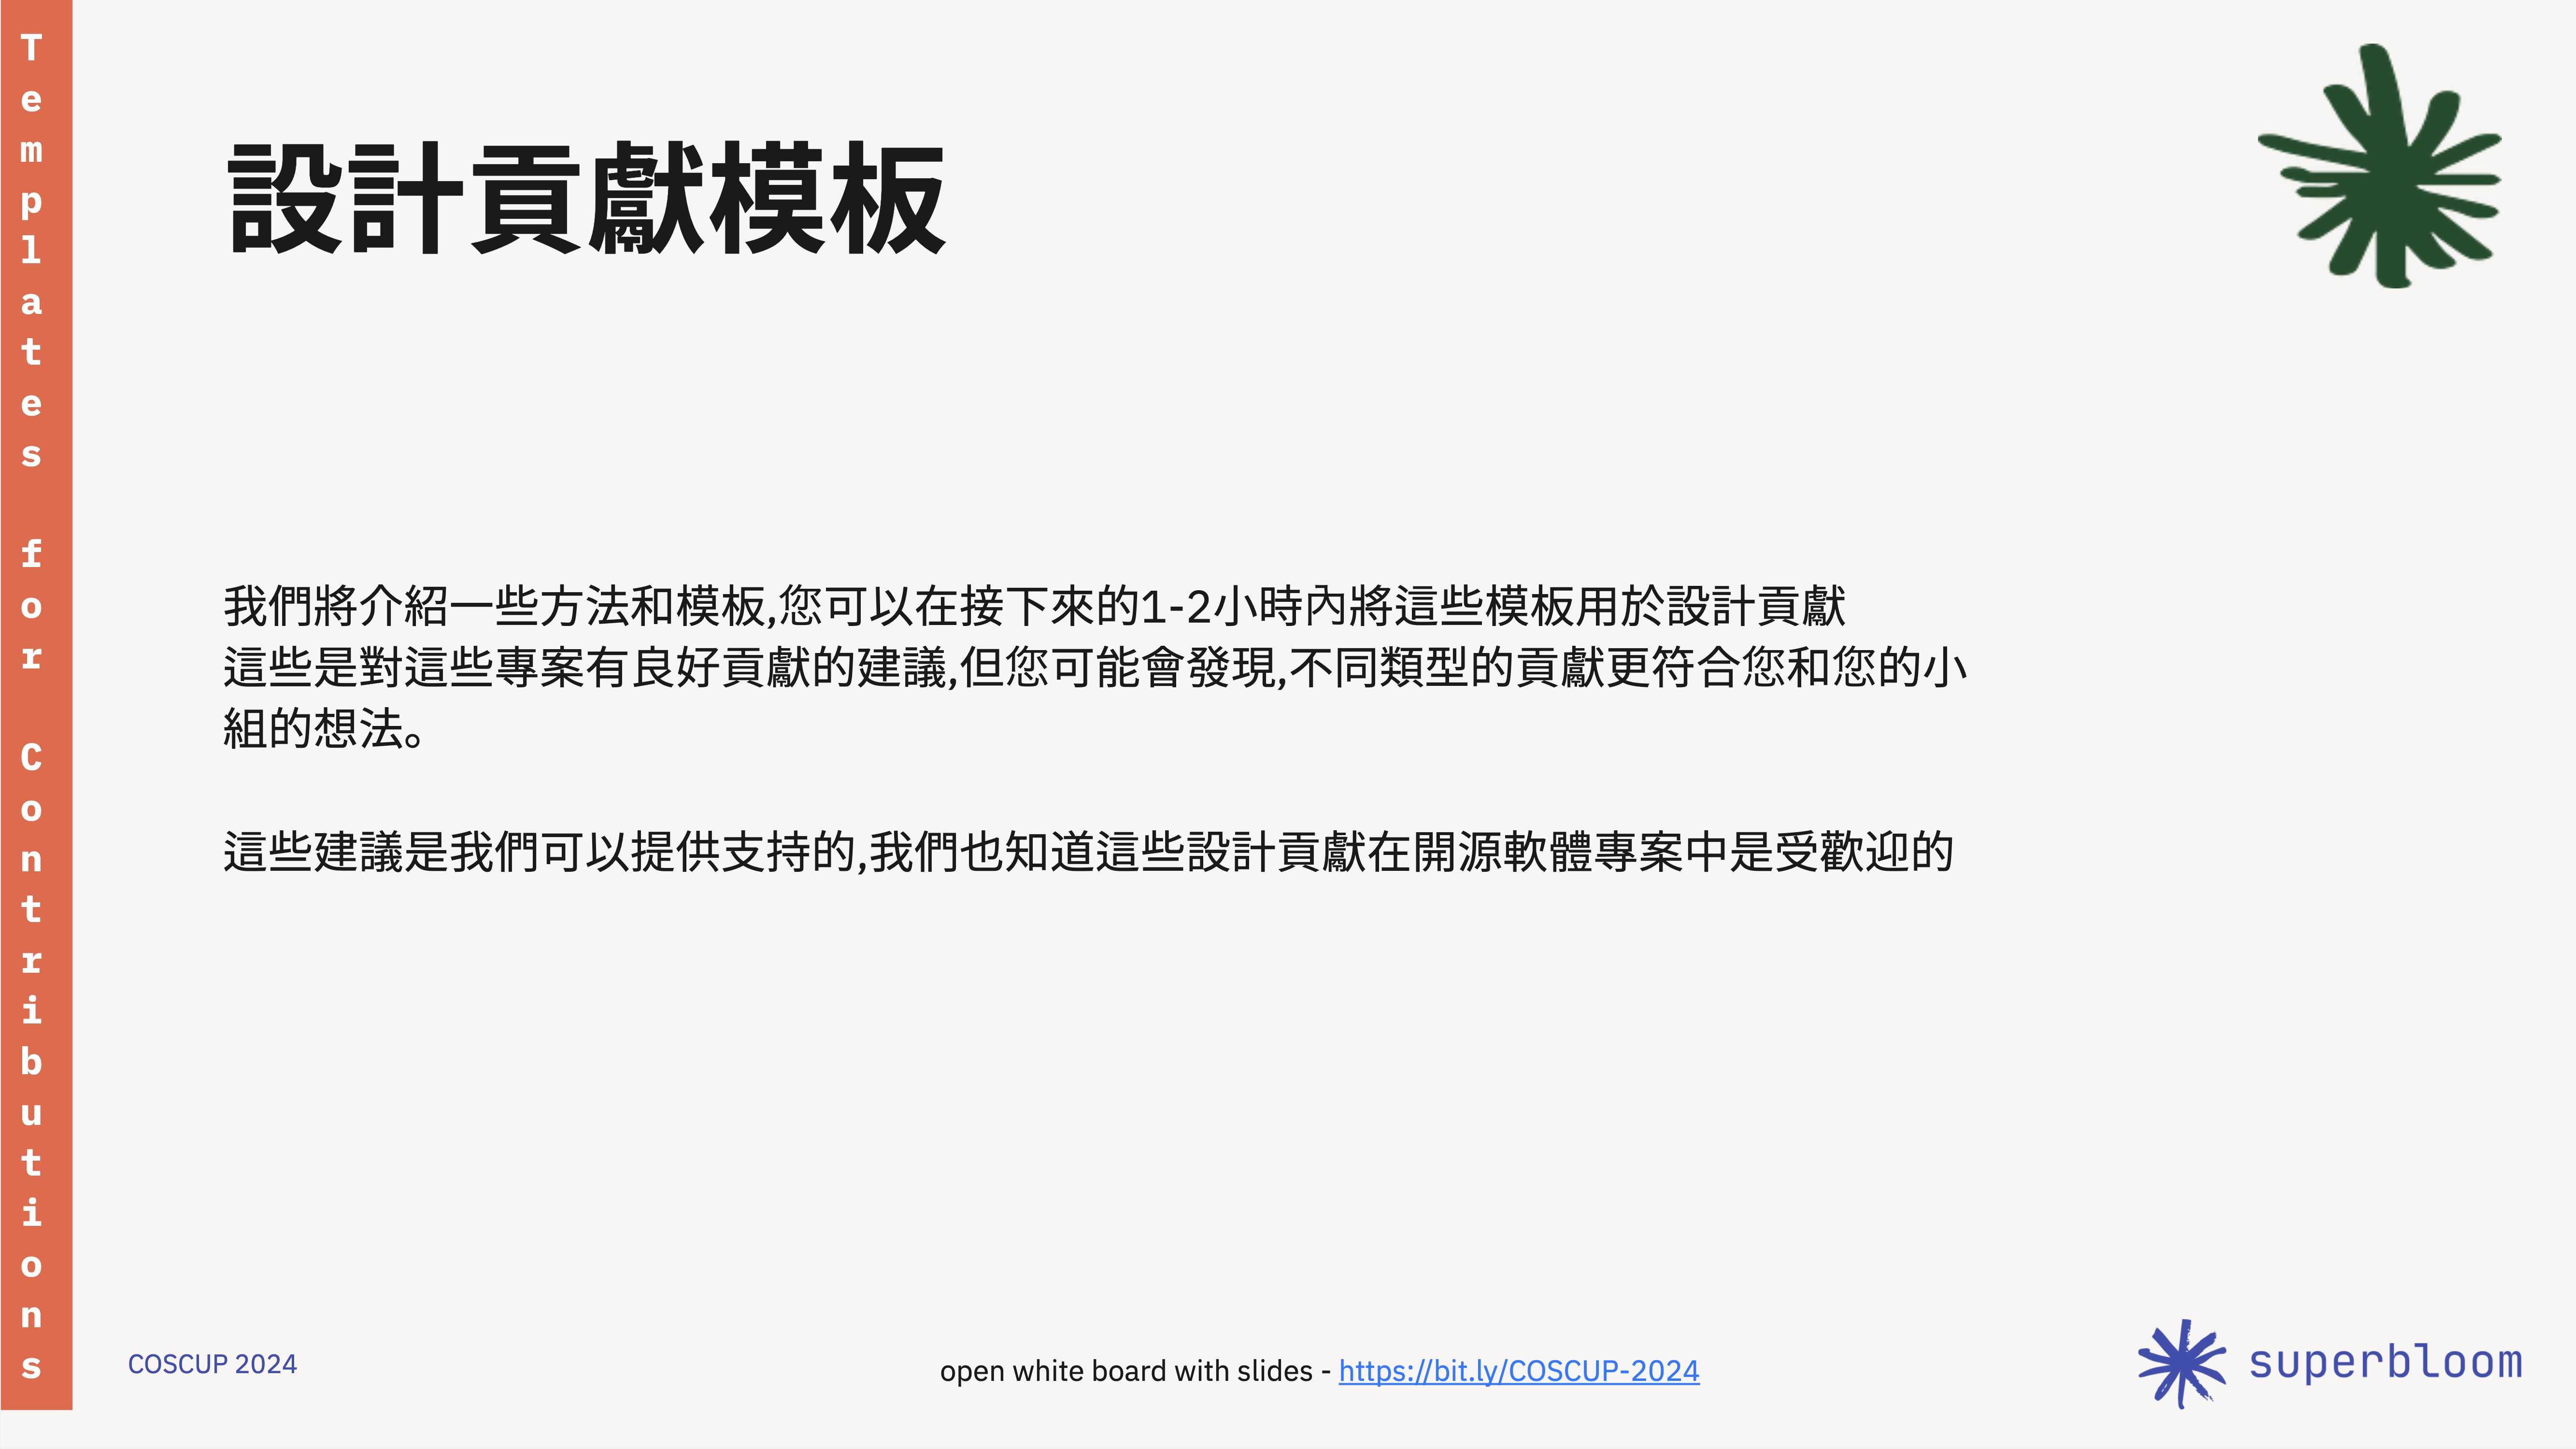 Templates for Contributions
設計貢獻模板
我們將介紹一些方法和模板,您可以在接下來的1-2小時內將這些模板用於設計貢獻
這些是對這些專案有良好貢獻的建議,但您可能會發現,不同類型的貢獻更符合您和您的小
組的想法。
這些建議是我們可以提供支持的,我們也知道這些設計貢獻在開源軟體專案中是受歡迎的
COSCUP 2024
open white board with slides - https://bit.ly/COSCUP-2024
superbloom